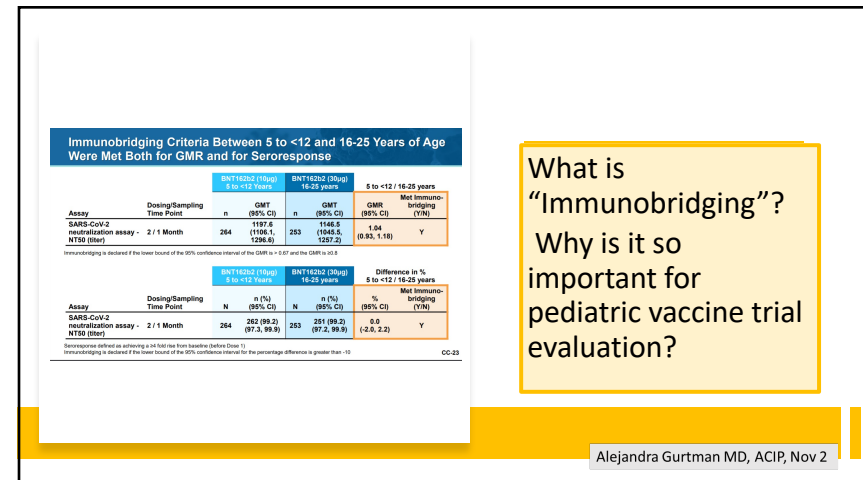 Immunobridging Criteria Between 5 to <12 and 16-25 Years of Age
Were Met Both for GMR and for Seroresponse
BNT162b2 (10µg)
5 to <12 Years
BNT162b2 (30µg)
16-25 years
5 to <12 / 16-25 years
Assay
Dosing/Sampling
Time Point
n
GMT
(95% CI)
n
GMT
(95% CI)
GMR
(95% CI)
Met Immuno-
bridging
(Y/N)
SARS-CoV-2
neutralization assay -
NT50 (titer)
2 / 1 Month
264
1197.6
(1106.1,
1296.6)
253
1146.5
(1045.5,
1257.2)
1.04
(0.93, 1.18)
Y
Immunobridging is declared if the lower bound of the 95% confidence interval of the GMR is > 0.67 and the GMR is ≥0.8
BNT162b2 (10µg)
5 to <12 Years
BNT162b2 (30µg)
16-25 years
Difference in %
5 to <12 / 16-25 years
Assay
Dosing/Sampling
Time Point
N
n (%)
(95% CI)
N
n (%)
(95% CI)
%
(95% CI)
Met Immuno-
bridging
(Y/N)
SARS-CoV-2
neutralization assay -
NT50 (titer)
2 / 1 Month
264
262 (99.2)
(97.3, 99.9)
253
251 (99.2)
(97.2, 99.9)
0.0
(-2.0, 2.2)
Y
Seroresponse defined as achieving a ≥4 fold rise from baseline (before Dose 1)
Immunobridging is declared if the lower bound of the 95% confidence interval for the percentage difference is greater than -10
CC-23
What is
“Immunobridging”?
Why is it so
important for
pediatric vaccine trial
evaluation?
Alejandra Gurtman MD, ACIP, Nov 2